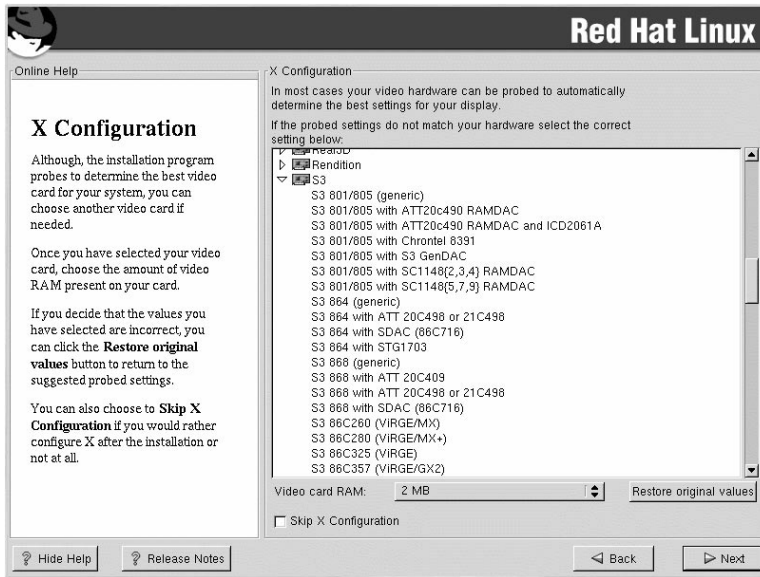 Red Hat Linux
Online Help
X Configuration
Although, the installation program
probes to determine the best video
card for your system, you can
choose another video card if
needed.
Once you have selected your video
card, choose the amount of video
RAM present on your card.
If you decide that the values you
have selected are incorrect, you
can click the Restore original
values button to return to the
suggested probed settings.
You can also choose to Skip X
Configuration if you would rather
configure X after the installation or
not at all.
X Configuration
In most cases your video hardware can be probed to automatically
determine the best settings for your display.
If the probed settings do not match your hardware select the correct
setting below:
Real3D
Rendition
S3
S3 801/805 (generic)
S3 801/805 with ATT20c490 RAMDAC
S3 801/805 with ATT20c490 RAMDAC and ICD2061A
S3 801/805 with Chrontel 8391
S3 801/805 with S3 GenDAC
S3 801/805 with SC1148{2,3,4} RAMDAC
S3 801/805 with SC1148{5,7,9} RAMDAC
S3 864 (generic)
S3 864 with ATT 20C498 or 21C498
S3 864 with SDAC (86C716)
S3 864 with STG1703
S3 868 (generic)
S3 868 with ATT 20C409
S3 868 with ATT 20C498 or 21C498
S3 868 with SDAC (86C716)
S3 86C260 (ViRGE/MX)
S3 86C280 (ViRGE/MX+)
S3 86C325 (ViRGE)
S3 86C357 (ViRGE/GX2)
Video card RAM: 2 MB Restore original values
Skip X Configuration
Hide Help Release Notes Back Next